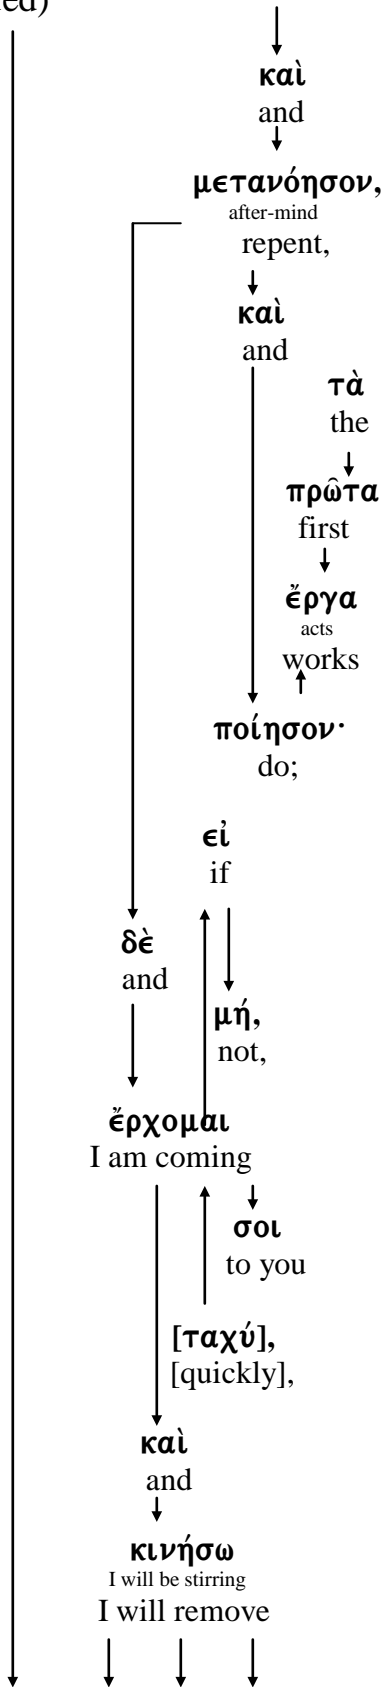 ed)
καὶ
and
μετανόησον,
after-mind
repent,
καὶ
and
τὰ
the
πρῶτα
first
ἔργα
acts
works
ποίησον·
do;
εἰ
if
δὲ
and
μή,
not,
ἔρχομαι
I am coming
σοι
to you
[ταχύ],
[quickly],
καὶ
and
κινήσω
I will be stirring
I will remove